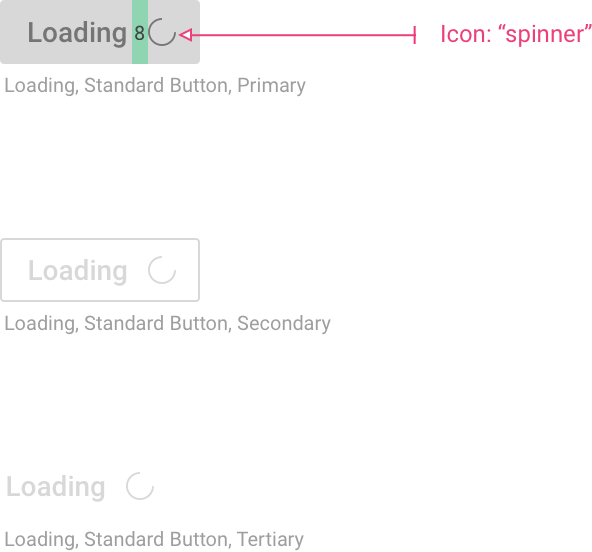 Loading 8 Icon: “spinner”
Loading, Standard Button, Primary
Loading
Loading, Standard Button, Secondary
Loading
Loading, Standard Button, Tertiary